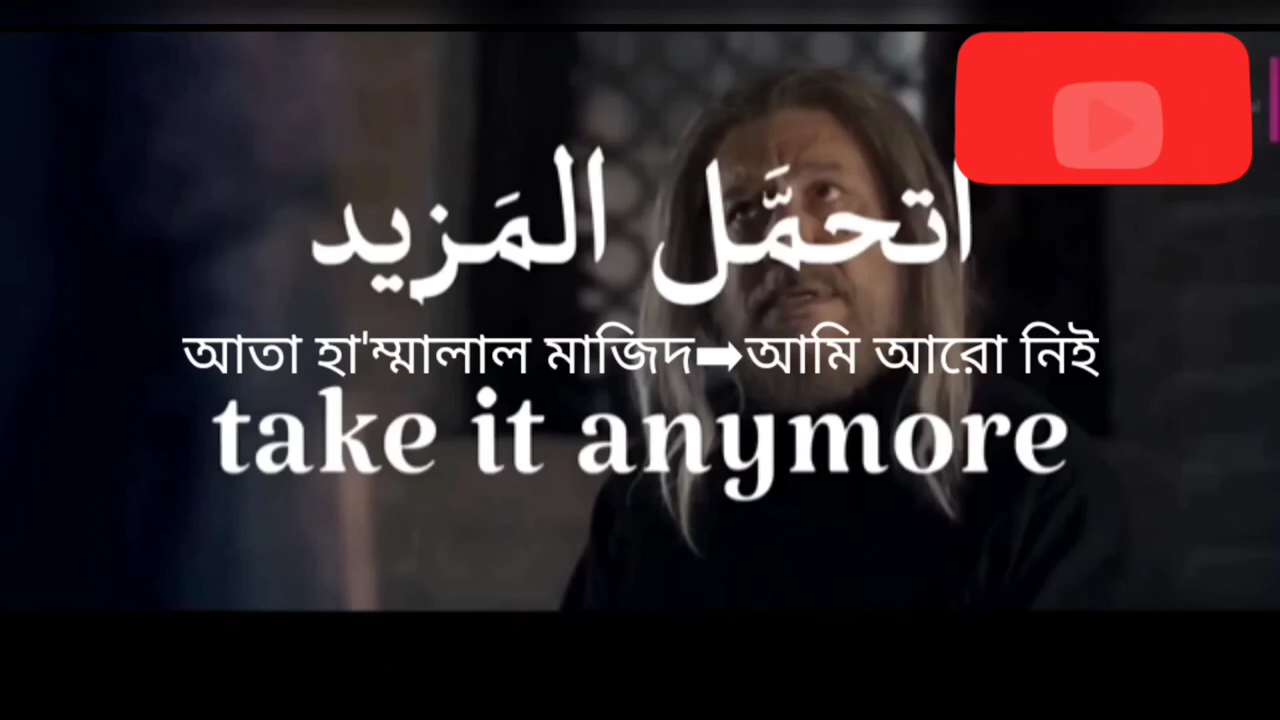 اتحمَّل المَزيد
আতা হা'ম্মালাল মাজিদ➡আমি আরো নিই
take it anymore